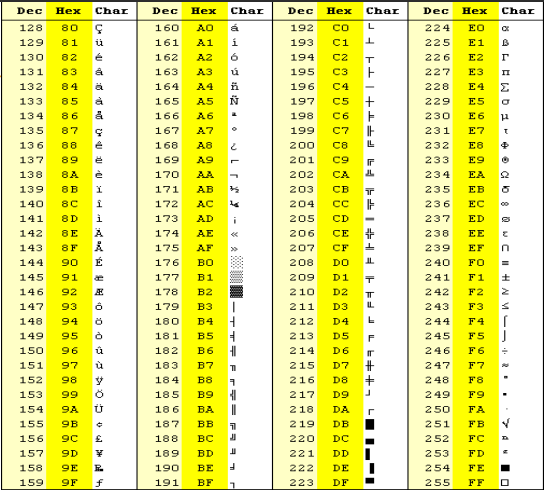 Dec Hex Char Dec Hex Char Dec Hex Char Dec Hex Char
128 80 Ç 160 A0 á 192 C0 └ 224 E0 α
129 81 ü 161 A1 í 193 C1 ┴ 225 E1 ß
130 82 é 162 A2 ó 194 C2 ┬ 226 E2 Γ
131 83 â 163 A3 ú 195 C3 ├ 227 E3 π
132 84 ä 164 A4 ñ 196 C4 ─ 228 E4 Σ
133 85 à 165 A5 Ñ 197 C5 ┼ 229 E5 σ
134 86 å 166 A6 ª 198 C6 ╞ 230 E6 µ
135 87 ç 167 A7 º 199 C7 ╟ 231 E7 τ
136 88 ê 168 A8 ¿ 200 C8 ╚ 232 E8 Φ
137 89 ë 169 A9 ⌐ 201 C9 ╔ 233 E9 Θ
138 8A è 170 AA ¬ 202 CA ╩ 234 EA Ω
139 8B ï 171 AB ½ 203 CB ╦ 235 EB δ
140 8C î 172 AC ¼ 204 CC ╠ 236 EC ∞
141 8D ì 173 AD ¡ 205 CD ═ 237 ED ø
142 8E Ä 174 AE « 206 CE ╬ 238 EE ε
143 8F Å 175 AF » 207 CF ╧ 239 EF ∩
144 90 É 176 B0 ░ 208 D0 ╨ 240 F0 ≡
145 91 æ 177 B1 ▒ 209 D1 ╤ 241 F1 ±
146 92 Æ 178 B2 ▓ 210 D2 ╥ 242 F2 ≥
147 93 ô 179 B3 │ 211 D3 ╙ 243 F3 ≤
148 94 ö 180 B4 ┤ 212 D4 ╘ 244 F4 ⌠
149 95 ò 181 B5 ╡ 213 D5 ╒ 245 F5 ⌡
150 96 û 182 B6 ╢ 214 D6 ╓ 246 F6 ÷
151 97 ù 183 B7 ╖ 215 D7 ╫ 247 F7 ≈
152 98 ÿ 184 B8 ╕ 216 D8 ╪ 248 F8 °
153 99 Ö 185 B9 ╣ 217 D9 ┘ 249 F9 ∙
154 9A Ü 186 BA ║ 218 DA ┌ 250 FA ·
155 9B ¢ 187 BB ╗ 219 DB █ 251 FB √
156 9C £ 188 BC ╝ 220 DC ▄ 252 FC ⁿ
157 9D ¥ 189 BD ╜ 221 DD ▌ 253 FD ²
158 9E ₧ 190 BE ╛ 222 DE ▐ 254 FE ■
159 9F ƒ 191 BF ┐ 223 DF ▀ 255 FF □